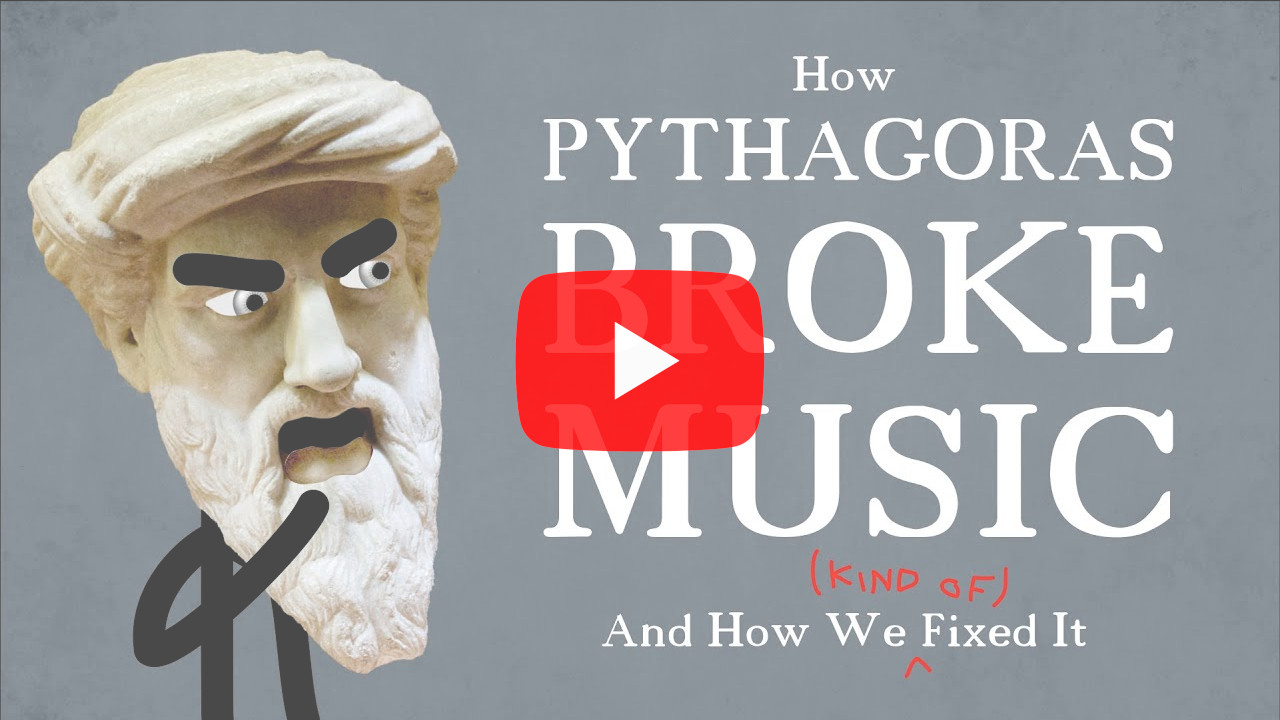 How
PYTHAGORAS
BROKE
MUSIC
(KIND OF)
And How We Fixed It
^